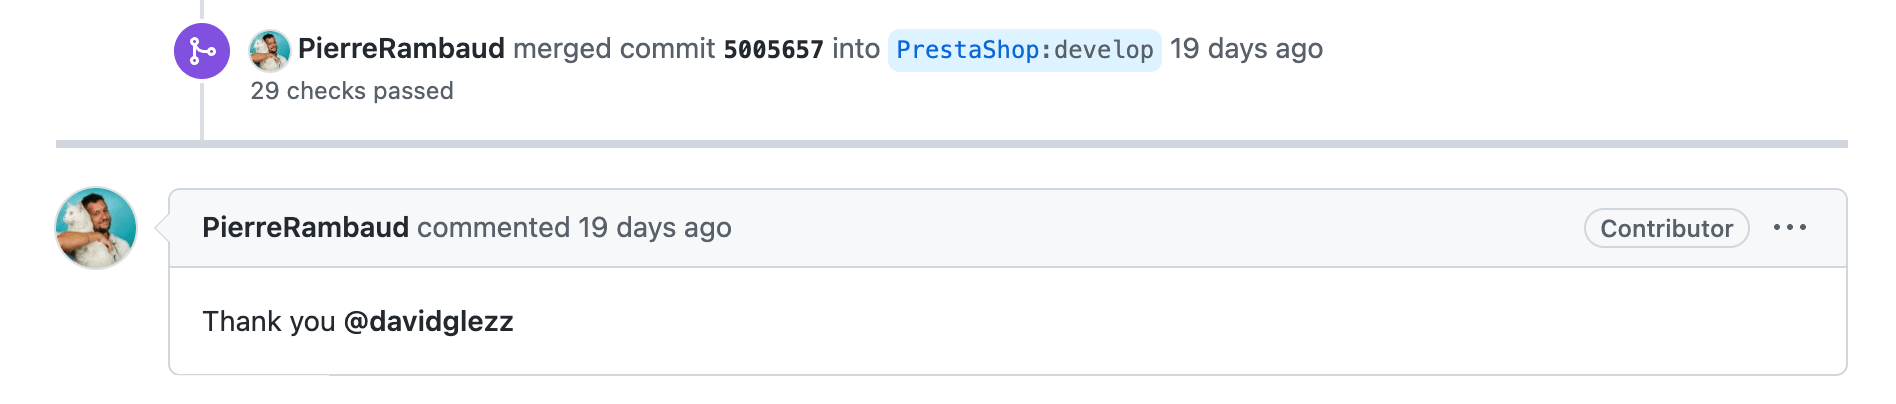 PierreRambaud merged commit 5005657 into PrestaShop:develop 19 days ago
29 checks passed
PierreRambaud commented 19 days ago Contributor
Thank you @davidglezz